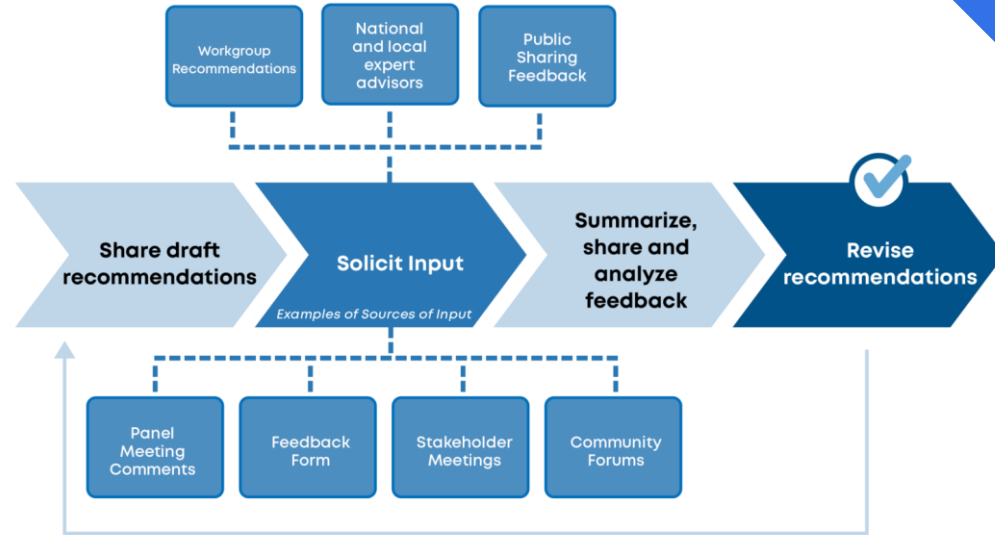 Workgroup
Recommendations
National
and local
expert
advisors
Public
Sharing
Feedback
Share draft
recommendations
Solicit Input
Examples of Sources of Input
Summarize,
share and
analyze
feedback
Revise
recommendations
Panel
Meeting
Comments
Feedback
Form
Stakeholder
Meetings
Community
Forums